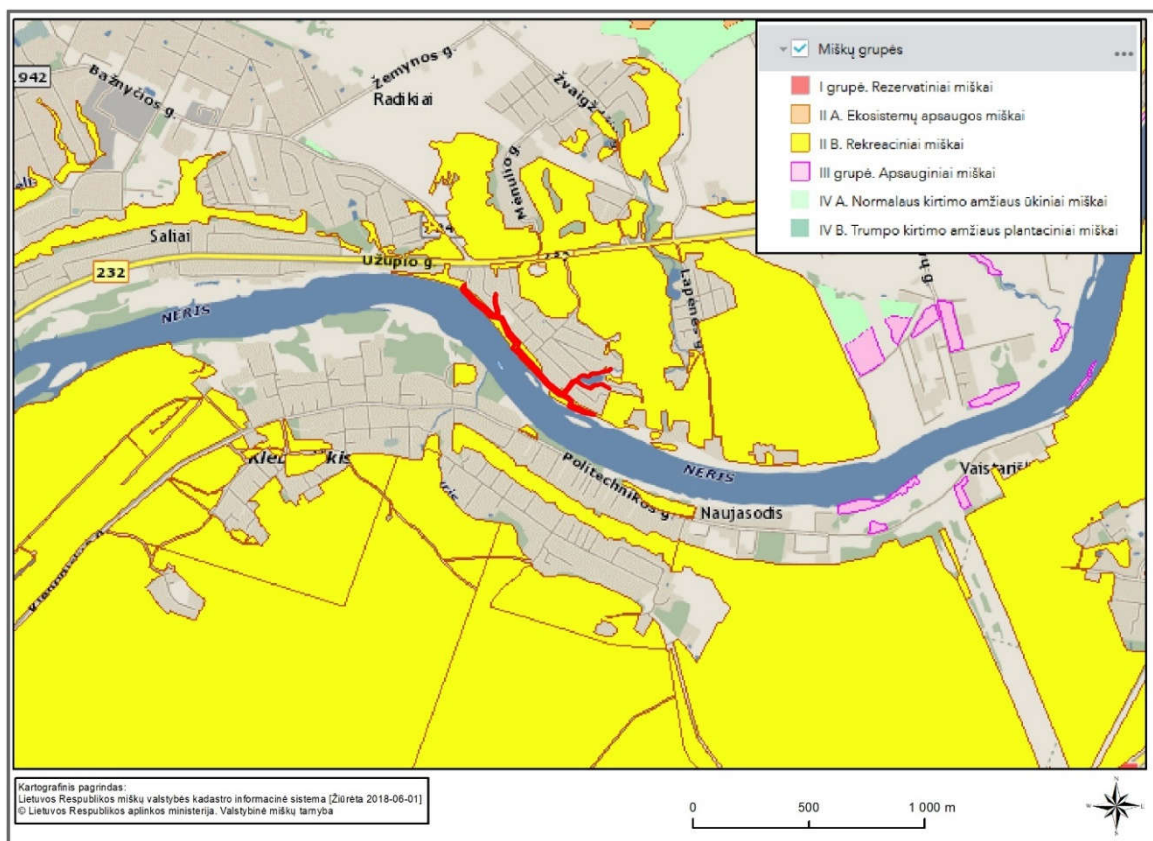 Miškų grupės
I grupė. Rezervatiniai miškai
II A. Ekosistemų apsaugos miškai
II B. Rekreaciniai miškai
III grupė. Apsauginiai miškai
IV A. Normalaus kirtimo amžiaus ūkiniai miškai
IV B. Trumpo kirtimo amžiaus plantaciniai miškai
942
Bažnyčios g.
Žemynos g.
Radikiai
Mėnulio g.
Saliai
232
Užupio g.
Lapėnės g.
NERIS
NERIS
Politechnikos g.
Naujasodis
Kartografinis pagrindas:
Lietuvos Respublikos miškų valstybės kadastro informacinė sistema [Žiūrėta 2018-06-01]
© Lietuvos Respublikos aplinkos ministerija. Valstybinė miškų tarnyba
0 500 1 000 m
N
W E
S